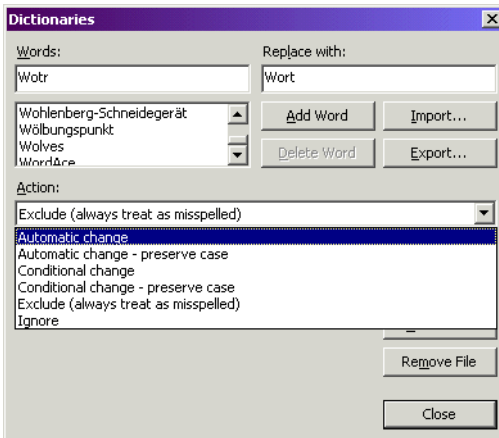 Dictionaries
Words:
Replace with:
Wotr
Wort
Wohlenberg-Schneidegerät
Wölbungspunkt
Wolves
WordAce
Add Word
Import...
Delete Word
Export...
Action:
Exclude (always treat as misspelled)
Automatic change
Automatic change - preserve case
Conditional change
Conditional change - preserve case
Exclude (always treat as misspelled)
Ignore
Remove File
Close